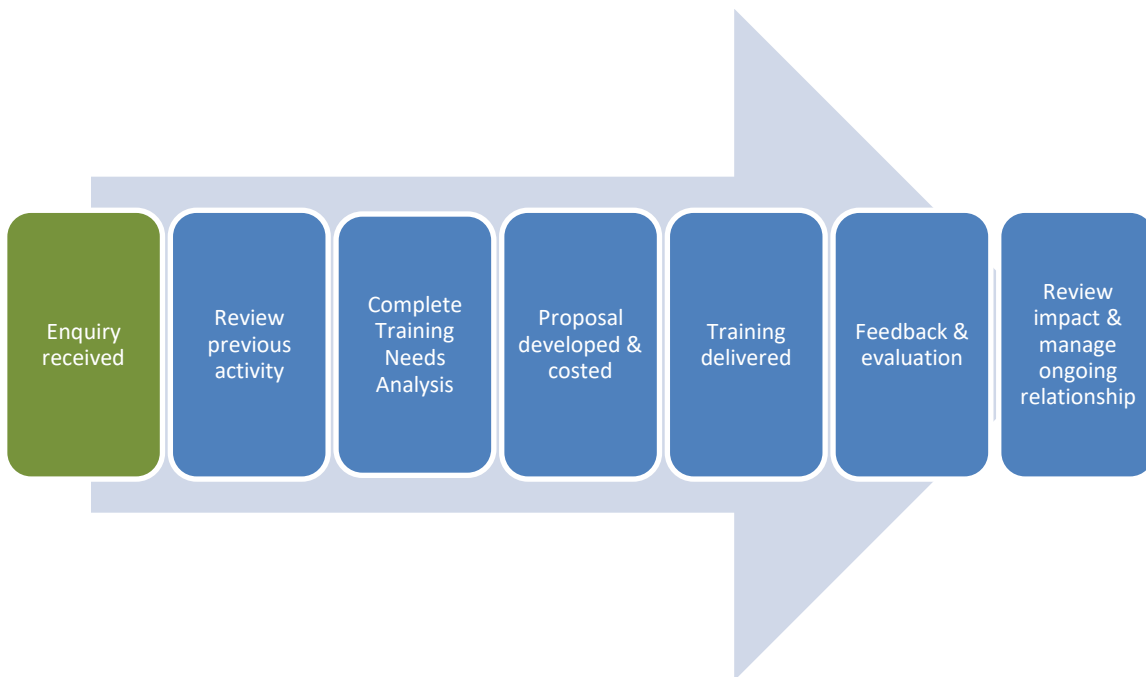 Enquiry
received
Review
previous
activity
Complete
Training
Needs
Analysis
Proposal
developed &
costed
Training
delivered
Feedback &
evaluation
Review
impact &
manage
ongoing
relationship